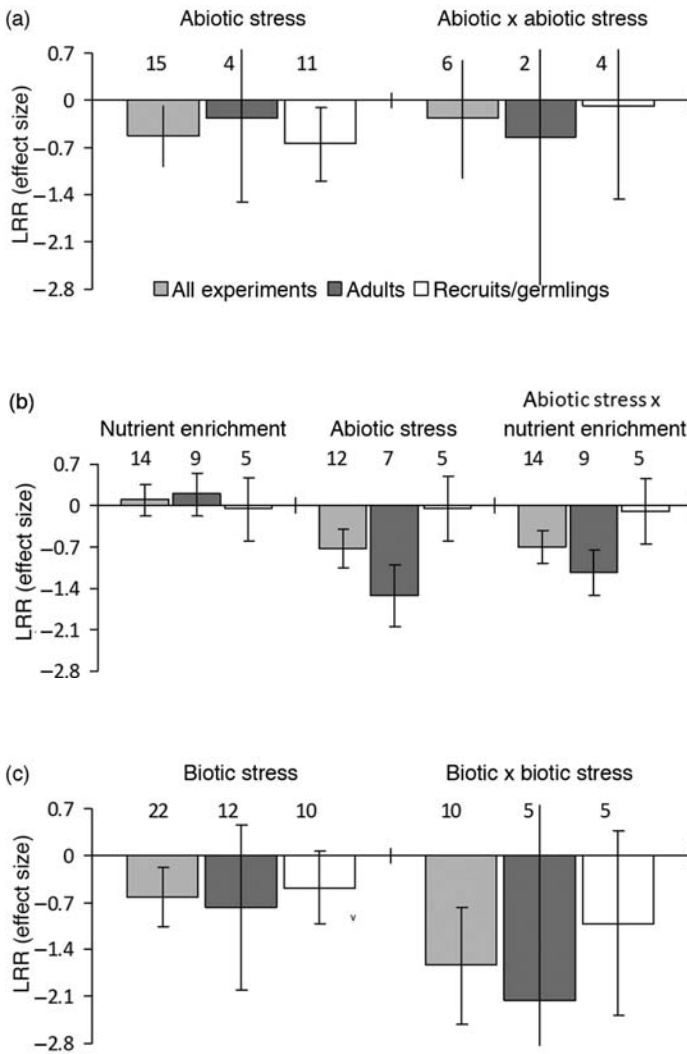 (a)
Abiotic stress
Abiotic x abiotic stress
0.7
0
−0.7
−1.4
−2.1
−2.8
LRR (effect size)
15 4 11
6 2 4
All experiments Adults Recruits/germlings
(b)
Nutrient enrichment
Abiotic stress
Abiotic stress x
nutrient enrichment
0.7
0
−0.7
−1.4
−2.1
−2.8
LRR (effect size)
14 9 5
12 7 5
14 9 5
(c)
Biotic stress
Biotic x biotic stress
0.7
0
−0.7
−1.4
−2.1
−2.8
LRR (effect size)
22 12 10
10 5 5
v